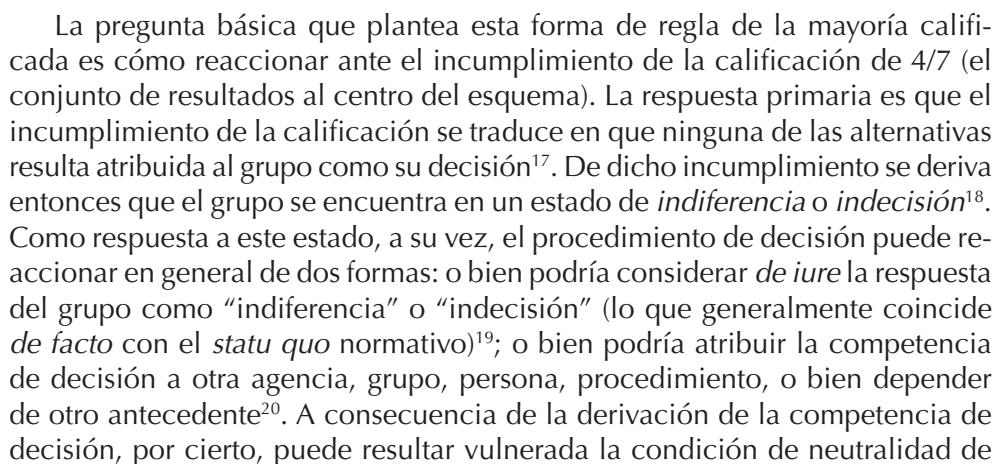 La pregunta básica que plantea esta forma de regla de la mayoría califi-
cada es cómo reaccionar ante el incumplimiento de la calificación de 4/7 (el
conjunto de resultados al centro del esquema). La respuesta primaria es que el
incumplimiento de la calificación se traduce en que ninguna de las alternativas
resulta atribuida al grupo como su decisión¹⁷. De dicho incumplimiento se deriva
entonces que el grupo se encuentra en un estado de indiferencia o indecisión¹⁸.
Como respuesta a este estado, a su vez, el procedimiento de decisión puede re-
accionar en general de dos formas: o bien podría considerar de iure la respuesta
del grupo como “indiferencia” o “indecisión” (lo que generalmente coincide
de facto con el statu quo normativo)¹⁹; o bien podría atribuir la competencia
de decisión a otra agencia, grupo, persona, procedimiento, o bien depender
de otro antecedente²⁰. A consecuencia de la derivación de la competencia de
decisión, por cierto, puede resultar vulnerada la condición de neutralidad de